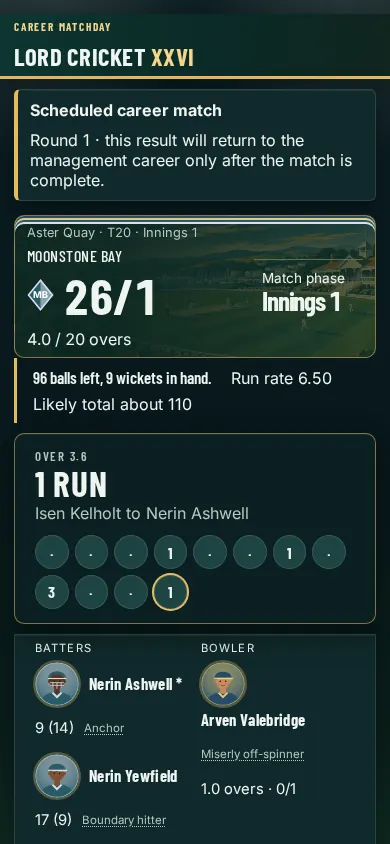 CAREER MATCHDAY
LORD CRICKET XXVI
Scheduled career match
Round 1 · this result will return to the
management career only after the match is
complete.
Aster Quay · T20 · Innings 1
MOONSTONE BAY
MB
26/1
Match phase
Innings 1
4.0 / 20 overs
96 balls left, 9 wickets in hand. Run rate 6.50
Likely total about 110
OVER 3.6
1 RUN
Isen Kelholt to Nerin Ashwell
· · · 1 · · 1 ·
3 · · 1
BATTERS
Nerin Ashwell *
9 (14) Anchor
Nerin Yewfield
17 (9) Boundary hitter
BOWLER
Arven Valebridge
Miserly off-spinner
1.0 overs · 0/1